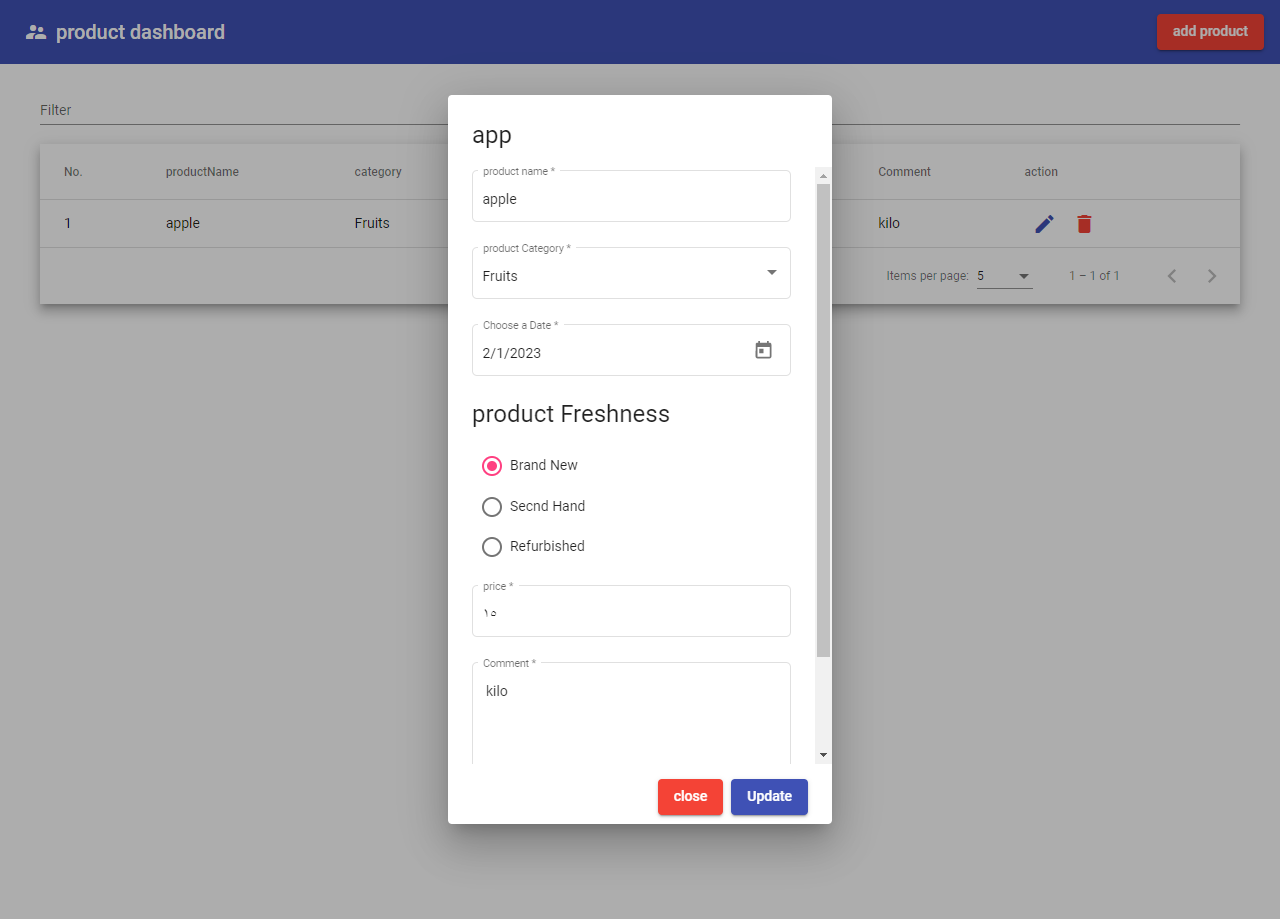 product dashboard
add product
Filter
No. productName category Comment action
1 apple Fruits kilo
Items per page: 5 1 – 1 of 1
app
product name *
apple
product Category *
Fruits
Choose a Date *
2/1/2023
product Freshness
Brand New
Secnd Hand
Refurbished
price *
١٥
Comment *
kilo
close Update